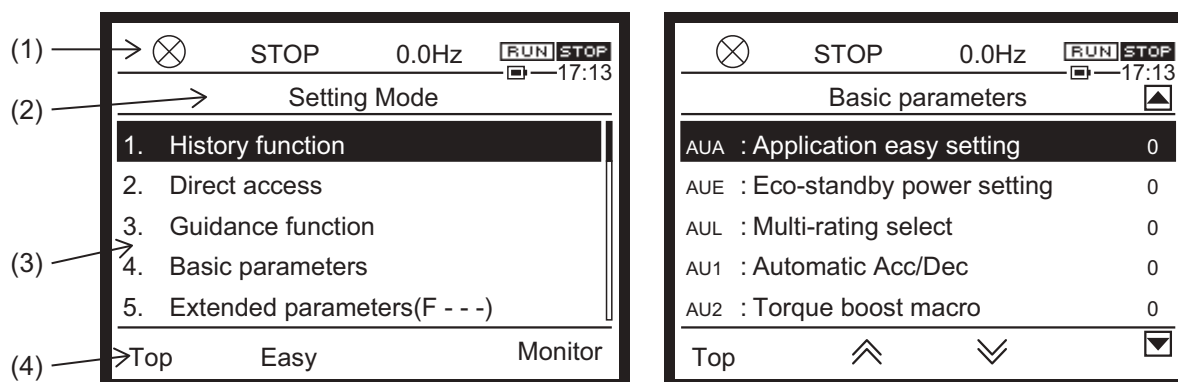 (1)
STOP 0.0Hz RUN STOP
17:13
(2)
Setting Mode
1. History function
2. Direct access
3. Guidance function
(3)
4. Basic parameters
5. Extended parameters(F - - -)
(4)
Top Easy Monitor
STOP 0.0Hz RUN STOP
17:13
Basic parameters
AUA : Application easy setting 0
AUE : Eco-standby power setting 0
AUL : Multi-rating select 0
AU1 : Automatic Acc/Dec 0
AU2 : Torque boost macro 0
Top